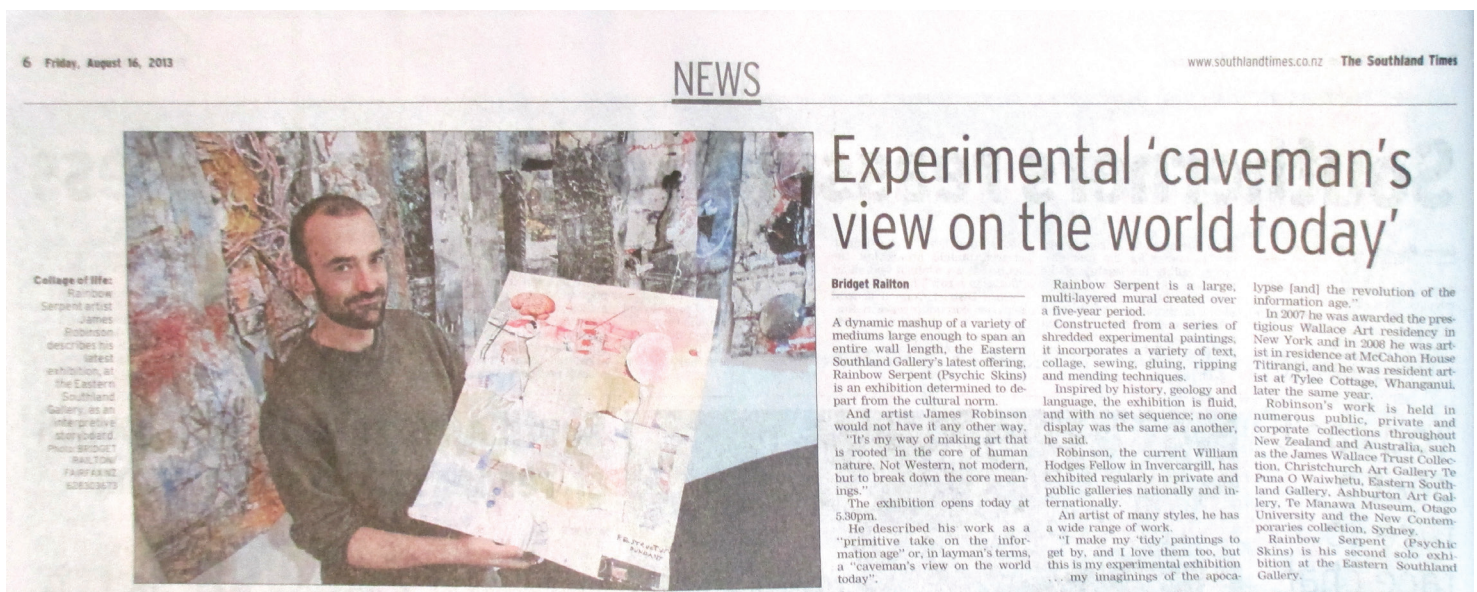 6 Friday, August 16, 2013
NEWS
www.southlandtimes.co.nz The Southland Times
Collage of life:
Rainbow
Serpent artist
James
Robinson
describes his
latest
exhibition, at
the Eastern
Southland
Gallery, as an
interpretive
storyboard.
Photo: BRIDGET
RAILTON/
FAIRFAX NZ
628303673
Experimental ‘caveman’s
view on the world today’
Bridget Railton
A dynamic mashup of a variety of
mediums large enough to span an
entire wall length, the Eastern
Southland Gallery's latest offering,
Rainbow Serpent (Psychic Skins)
is an exhibition determined to de-
part from the cultural norm.
And artist James Robinson
would not have it any other way.
"It's my way of making art that
is rooted in the core of human
nature. Not Western, not modern,
but to break down the core mean-
ings."
The exhibition opens today at
5.30pm.
He described his work as a
"primitive take on the infor-
mation age" or, in layman's terms,
a "caveman's view on the world
today".
Rainbow Serpent is a large,
multi-layered mural created over
a five-year period.
Constructed from a series of
shredded experimental paintings,
it incorporates a variety of text,
collage, sewing, gluing, ripping
and mending techniques.
Inspired by history, geology and
language, the exhibition is fluid,
and with no set sequence; no one
display was the same as another,
he said.
Robinson, the current William
Hodges Fellow in Invercargill, has
exhibited regularly in private and
public galleries nationally and in-
ternationally.
An artist of many styles, he has
a wide range of work.
"I make my 'tidy' paintings to
get by, and I love them too, but
this is my experimental exhibition
... my imaginings of the apoca-
lypse [and] the revolution of the
information age."
In 2007 he was awarded the pres-
tigious Wallace Art residency in
New York and in 2008 he was art-
ist in residence at McCahon House
Titirangi, and he was resident art-
ist at Tylee Cottage, Whanganui,
later the same year.
Robinson's work is held in
numerous public, private and
corporate collections throughout
New Zealand and Australia, such
as the James Wallace Trust Collec-
tion, Christchurch Art Gallery Te
Puna O Waiwhetu, Eastern South-
land Gallery, Ashburton Art Gal-
lery, Te Manawa Museum, Otago
University and the New Contem-
poraries collection, Sydney.
Rainbow Serpent (Psychic
Skins) is his second solo exhi-
bition at the Eastern Southland
Gallery.